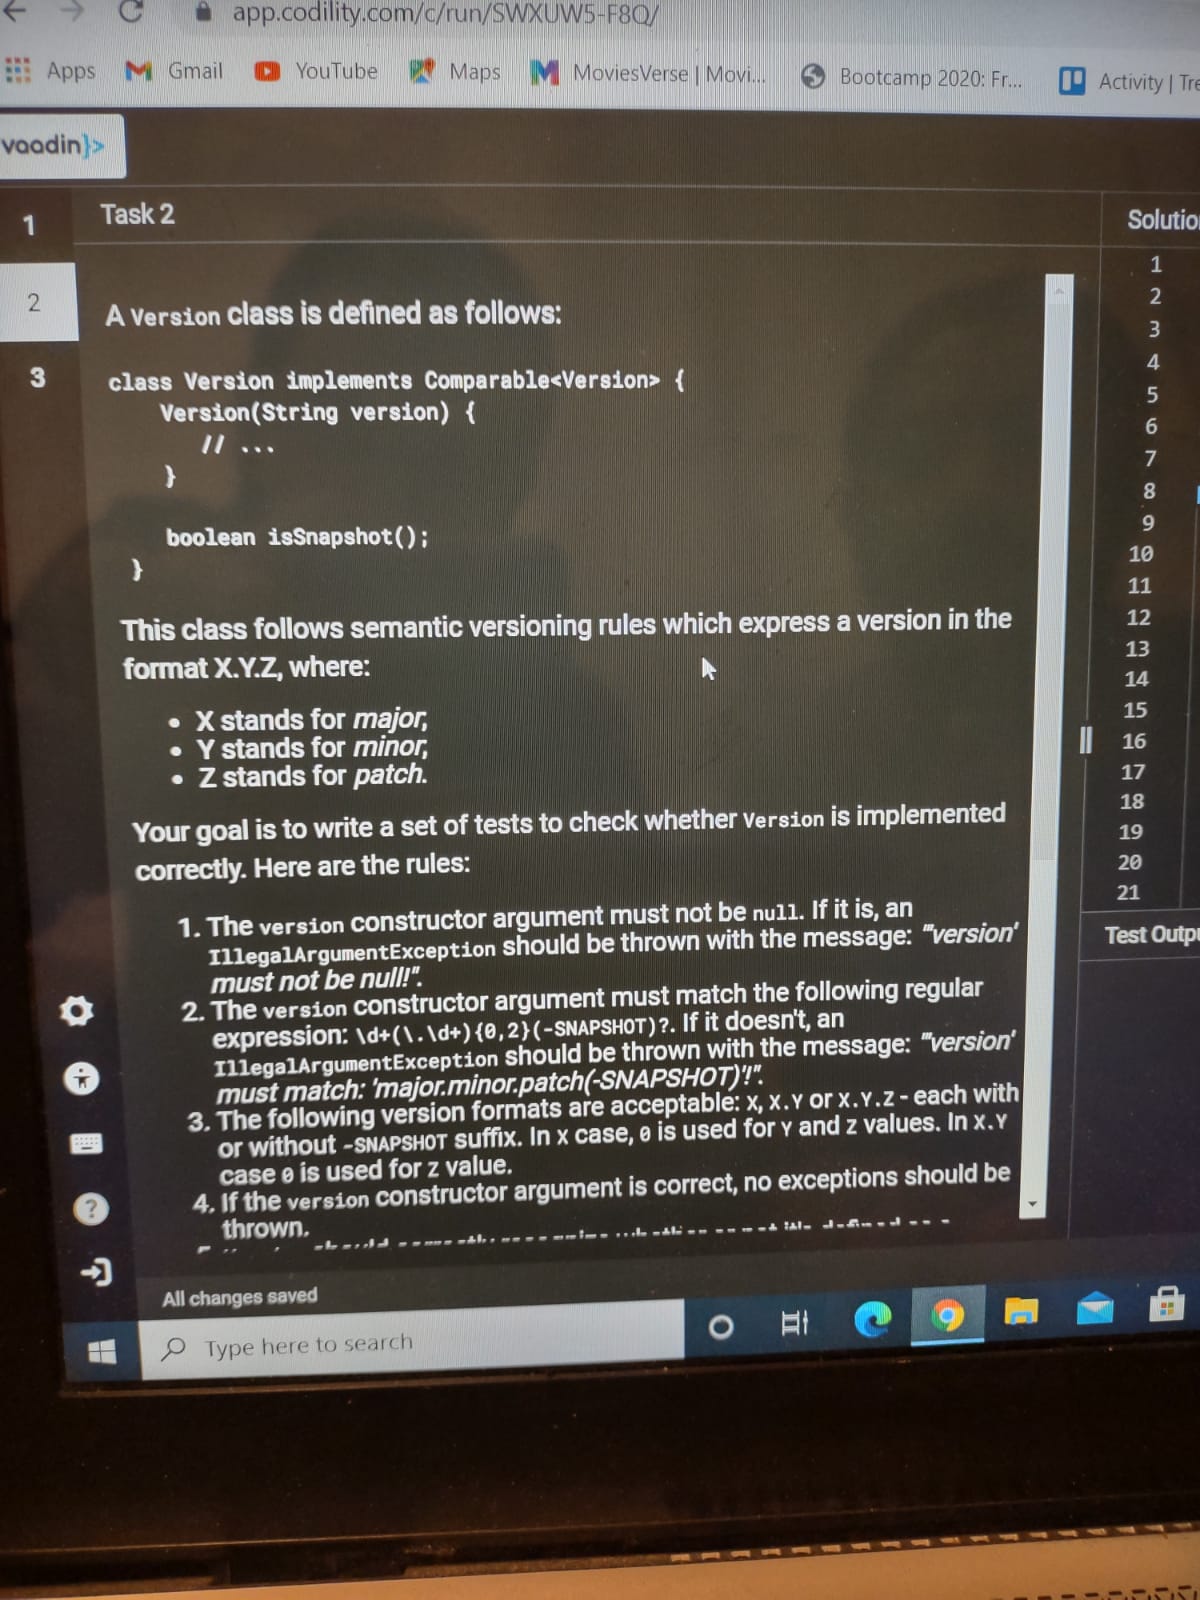 app.codility.com/c/run/SWXUW5-F8Q/
Apps
Gmail
YouTube
Maps
MoviesVerse | Movi...
Bootcamp 2020: Fr...
Activity | Tre
vaadin}>
1
Task 2
Solutio
2
3
A Version class is defined as follows:
class Version implements Comparable<Version> {
Version(String version) {
// ...
}
boolean isSnapshot();
}
This class follows semantic versioning rules which express a version in the
format X.Y.Z, where:
• X stands for major,
• Y stands for minor,
• Z stands for patch.
Your goal is to write a set of tests to check whether Version is implemented
correctly. Here are the rules:
1. The version constructor argument must not be null. If it is, an
IllegalArgumentException should be thrown with the message: "'version'
must not be null!".
2. The version constructor argument must match the following regular
expression: \d+(\.\d+){0,2}(-SNAPSHOT)?. If it doesn't, an
IllegalArgumentException should be thrown with the message: "'version'
must match: 'major.minor.patch(-SNAPSHOT)'!".
3. The following version formats are acceptable: X, X.Y or X.Y.Z - each with
or without -SNAPSHOT suffix. In X case, 0 is used for Y and Z values. In X.Y
case 0 is used for Z value.
4. If the version constructor argument is correct, no exceptions should be
thrown.
1
2
3
4
5
6
7
8
9
10
11
12
13
14
15
16
17
18
19
20
21
Test Outpu
All changes saved
Type here to search